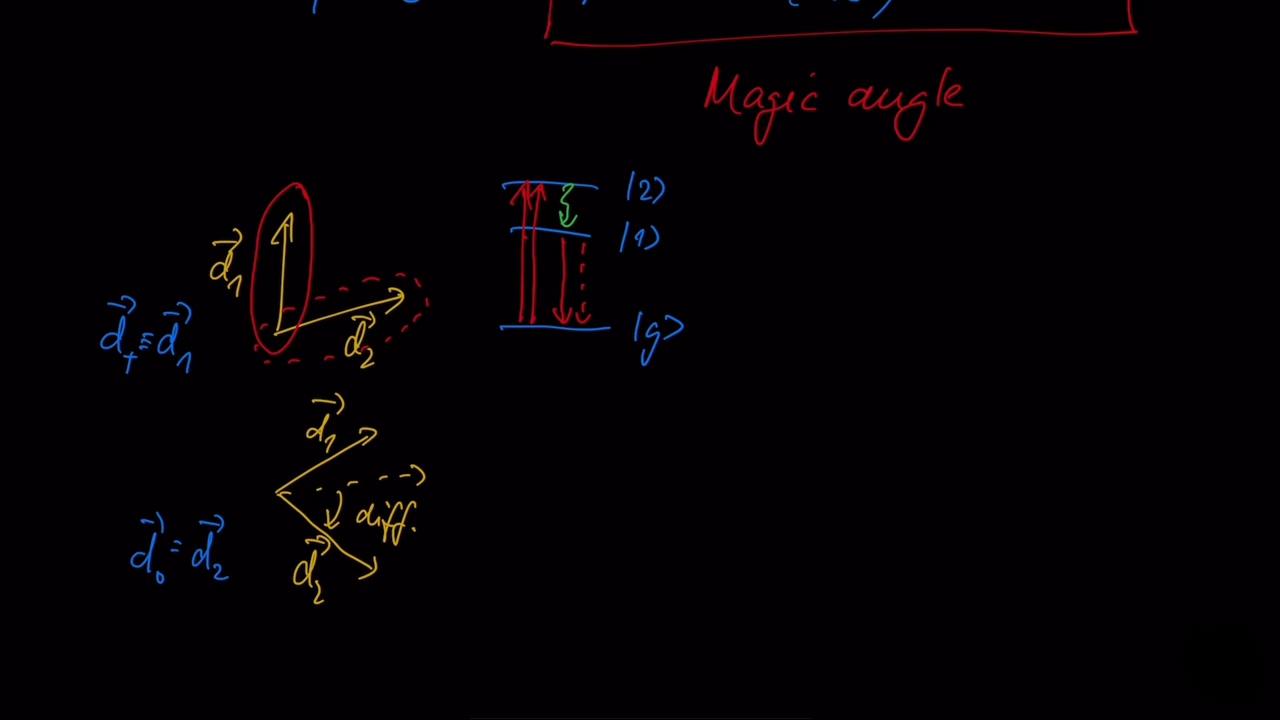 Magic angle
|2⟩
|1⟩
d⃗₁
d⃗₂
d⃗₊ ≡ d⃗₁
|g⟩
d⃗₁
diff.
d⃗₀ = d⃗₂
d⃗₂